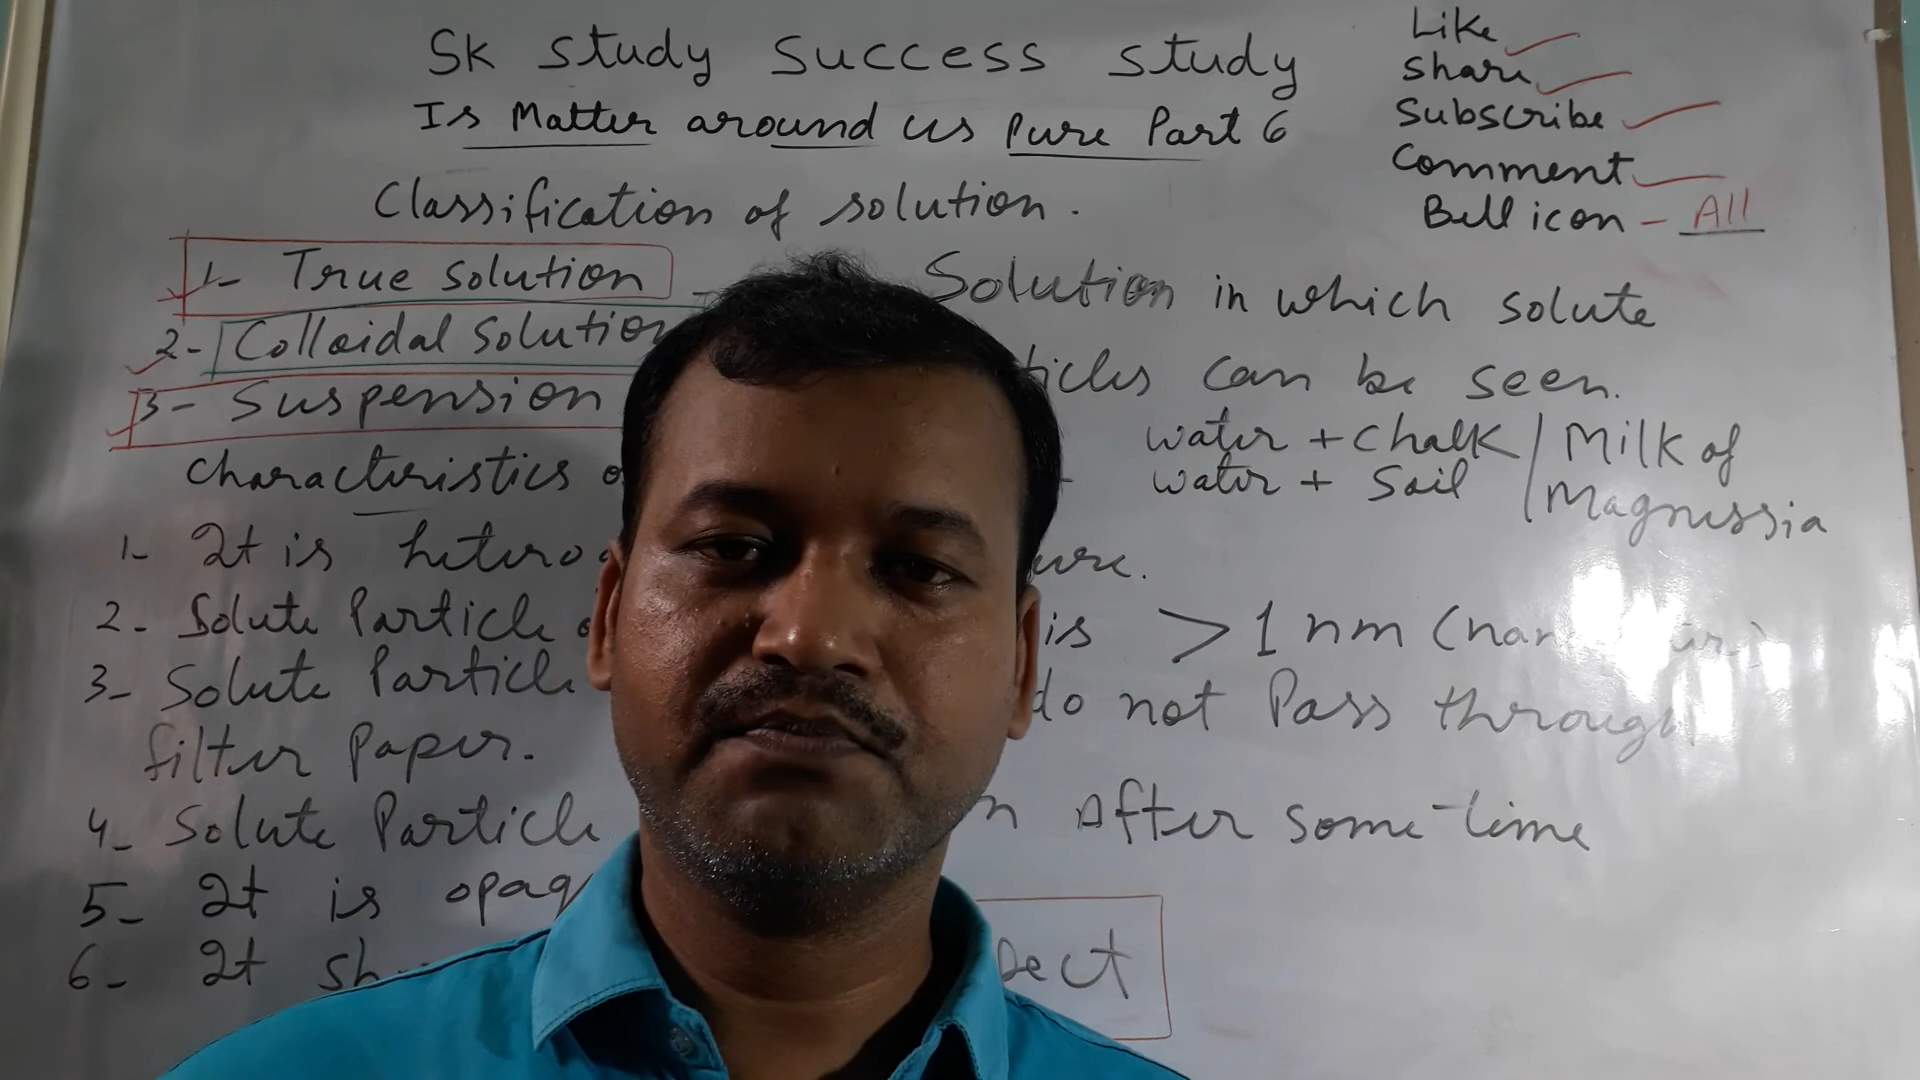 Sk Study Success Study
Is Matter around us Pure Part 6
Classification of solution.
Like
Share
Subscribe
Comment
Bell icon - All
1- True Solution - Solution in which solute
2- Colloidal Solution
can be seen.
3- Suspension
water + chalk / Milk of
water + Soil / Magnessia
Characteristics
1- It is
2- Solute Particle is > 1 nm
3- Solute Particle do not Pass through
filter Paper.
4- Solute Particle After some time
5- It is
6- It